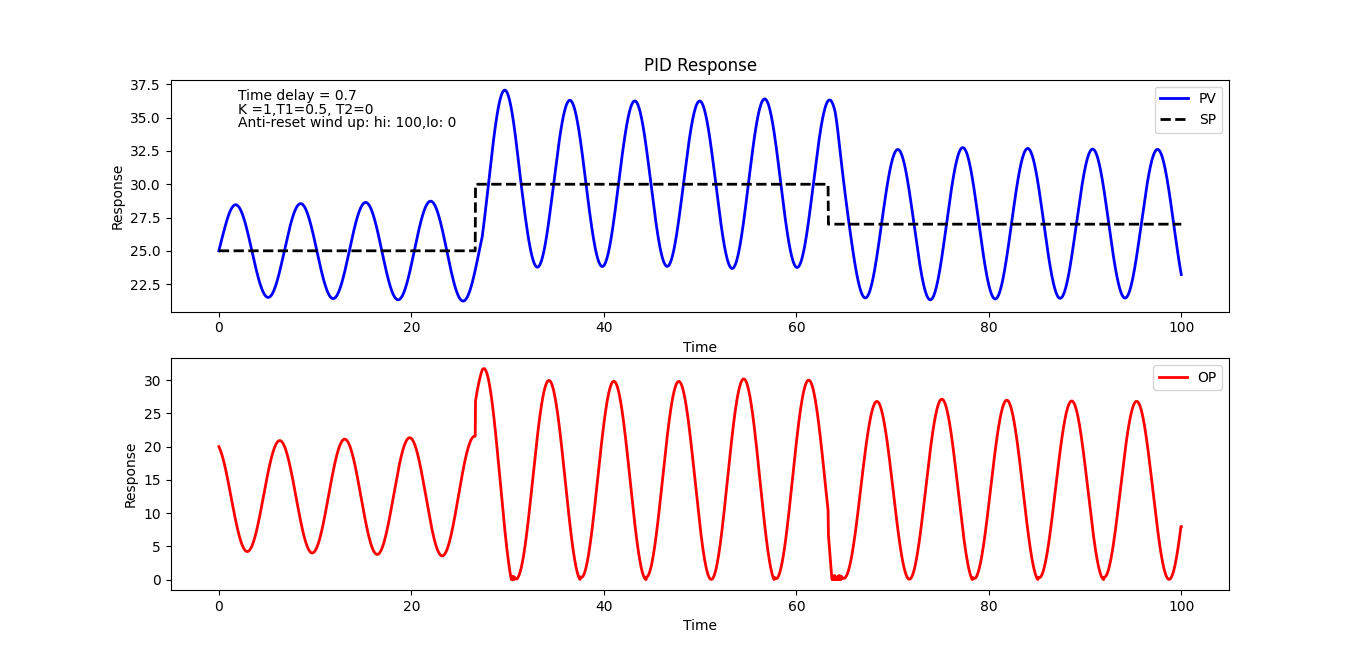 PID Response
37.5
35.0
32.5
30.0
27.5
25.0
22.5
Response
Time delay = 0.7
K =1,T1=0.5, T2=0
Anti-reset wind up: hi: 100,lo: 0
PV
SP
0 20 40 60 80 100
Time
30
25
20
15
10
5
0
Response
OP
0 20 40 60 80 100
Time